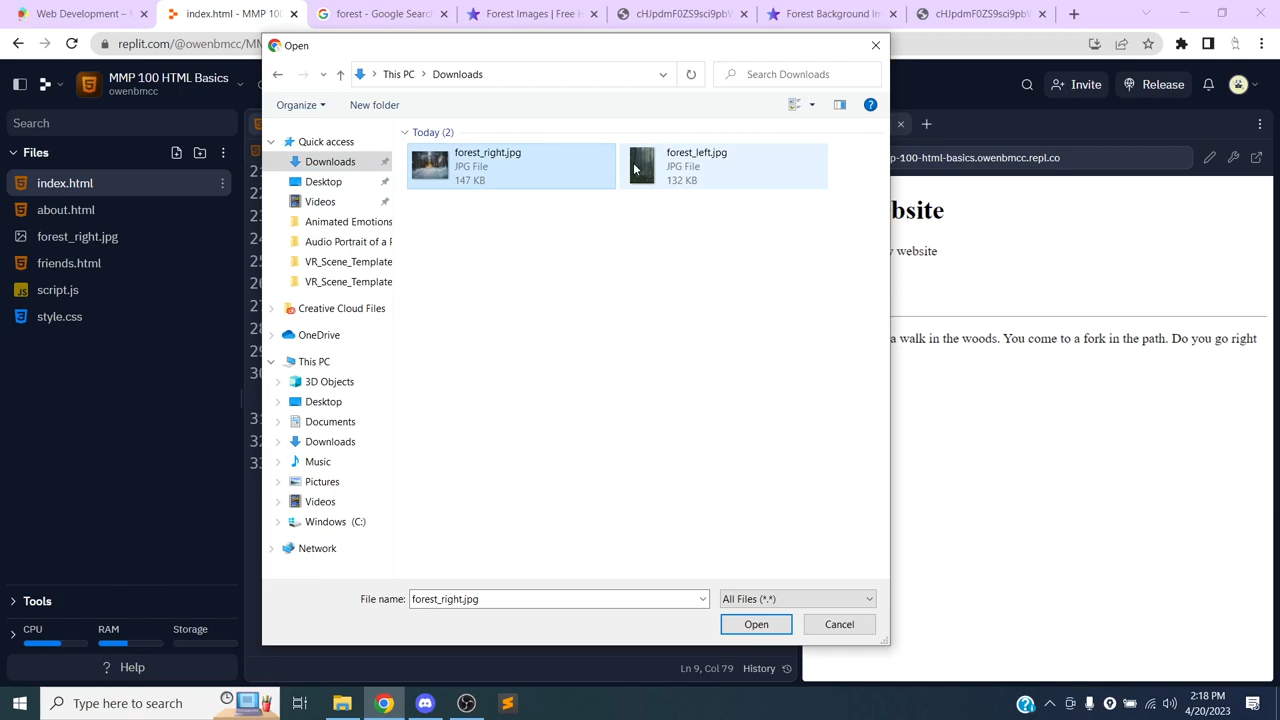 Web Development
index.html - MMP 100
forest - Google Search
Forest Images | Free H
cHJpdmF0ZS9sci9pbWF
Forest Background Im
cHJpdmF0ZS9sci9pbW
replit.com/@owenbmcc/MM
MMP 100 HTML Basics
owenbmcc
Invite
Release
Search
Files
index.html
about.html
forest_right.jpg
friends.html
script.js
style.css
Tools
CPU
RAM
Storage
Help
Open
This PC
Downloads
Search Downloads
Organize
New folder
Quick access
Downloads
Desktop
Videos
Animated Emotions
Audio Portrait of a P
VR_Scene_Template
VR_Scene_Template
Creative Cloud Files
OneDrive
This PC
3D Objects
Desktop
Documents
Downloads
Music
Pictures
Videos
Windows (C:)
Network
Today (2)
forest_right.jpg
JPG File
147 KB
forest_left.jpg
JPG File
132 KB
File name:
forest_right.jpg
All Files (*.*)
Open
Cancel
p-100-html-basics.owenbmcc.repl.co
bsite
website
a walk in the woods. You come to a fork in the path. Do you go right
Ln 9, Col 79
History
Type here to search
2:18 PM
4/20/2023